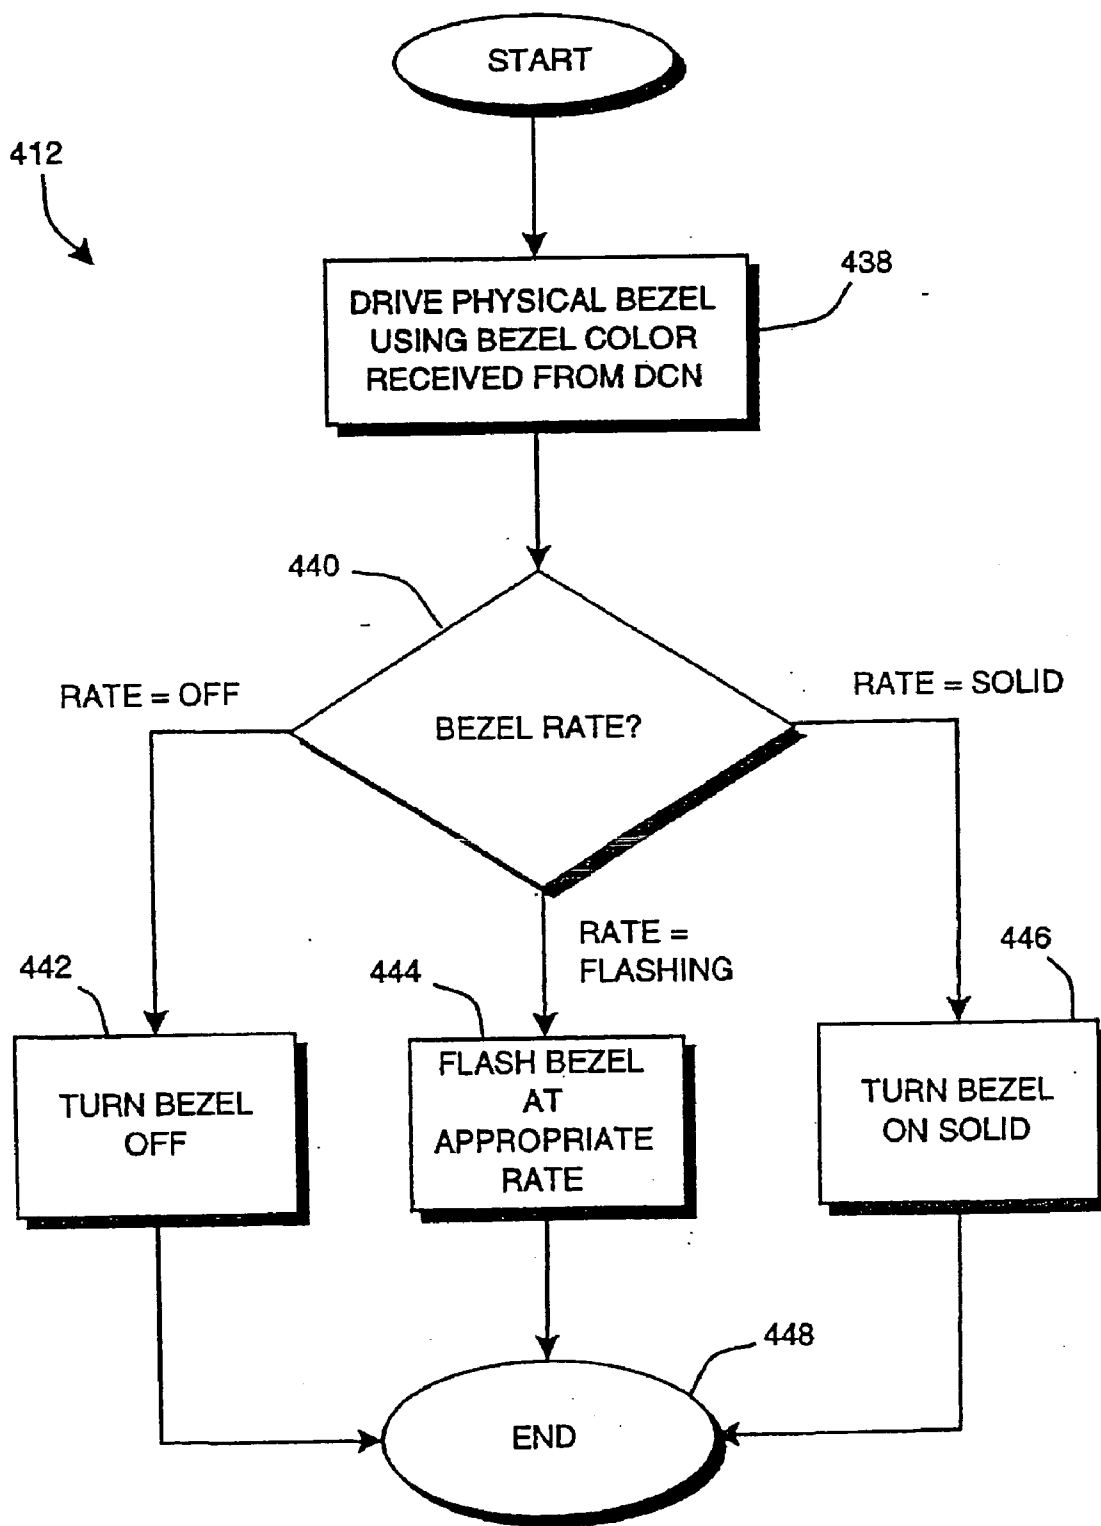 START
412
438
DRIVE PHYSICAL BEZEL
USING BEZEL COLOR
RECEIVED FROM DCN
440
RATE = OFF
BEZEL RATE?
RATE = SOLID
RATE =
FLASHING
442
444
446
TURN BEZEL
OFF
FLASH BEZEL
AT
APPROPRIATE
RATE
TURN BEZEL
ON SOLID
448
END